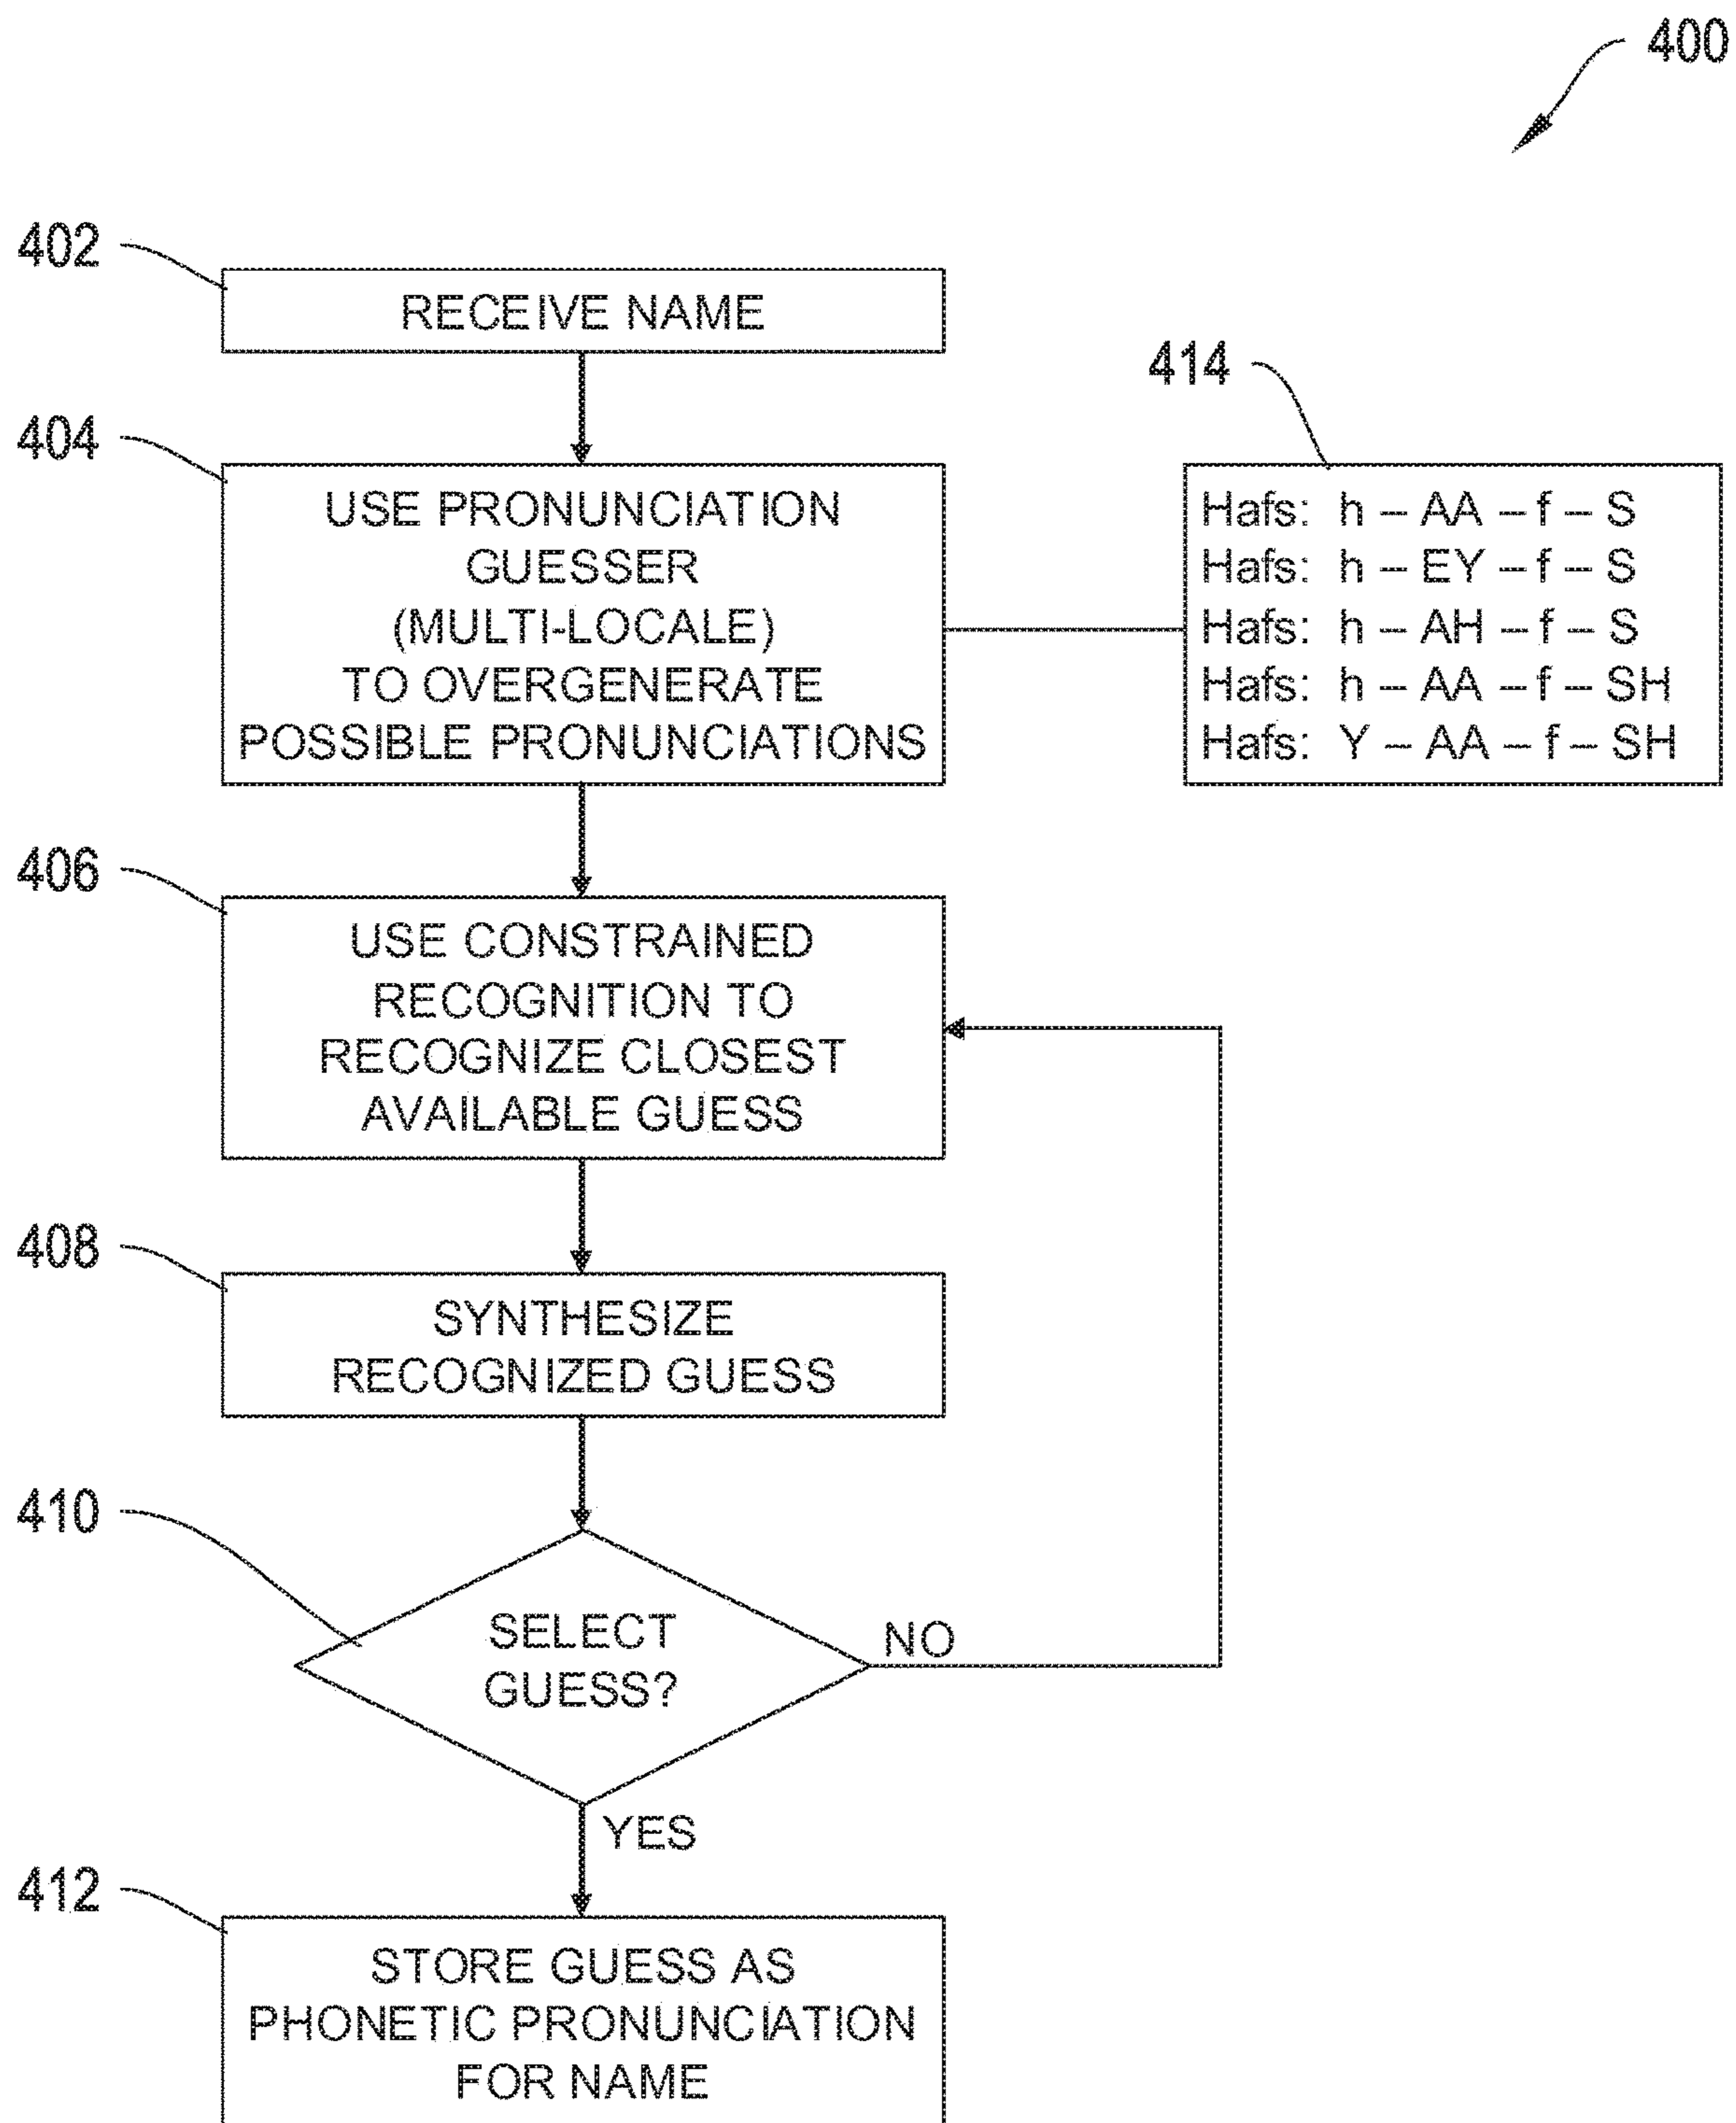 400
402
RECEIVE NAME
414
404
USE PRONUNCIATION
GUESSER
(MULTI-LOCALE)
TO OVERGENERATE
POSSIBLE PRONUNCIATIONS
Hafs: h – AA – f – S
Hafs: h – EY – f – S
Hafs: h – AH – f – S
Hafs: h – AA – f – SH
Hafs: Y – AA – f – SH
406
USE CONSTRAINED
RECOGNITION TO
RECOGNIZE CLOSEST
AVAILABLE GUESS
408
SYNTHESIZE
RECOGNIZED GUESS
410
SELECT
GUESS?
NO
YES
412
STORE GUESS AS
PHONETIC PRONUNCIATION
FOR NAME